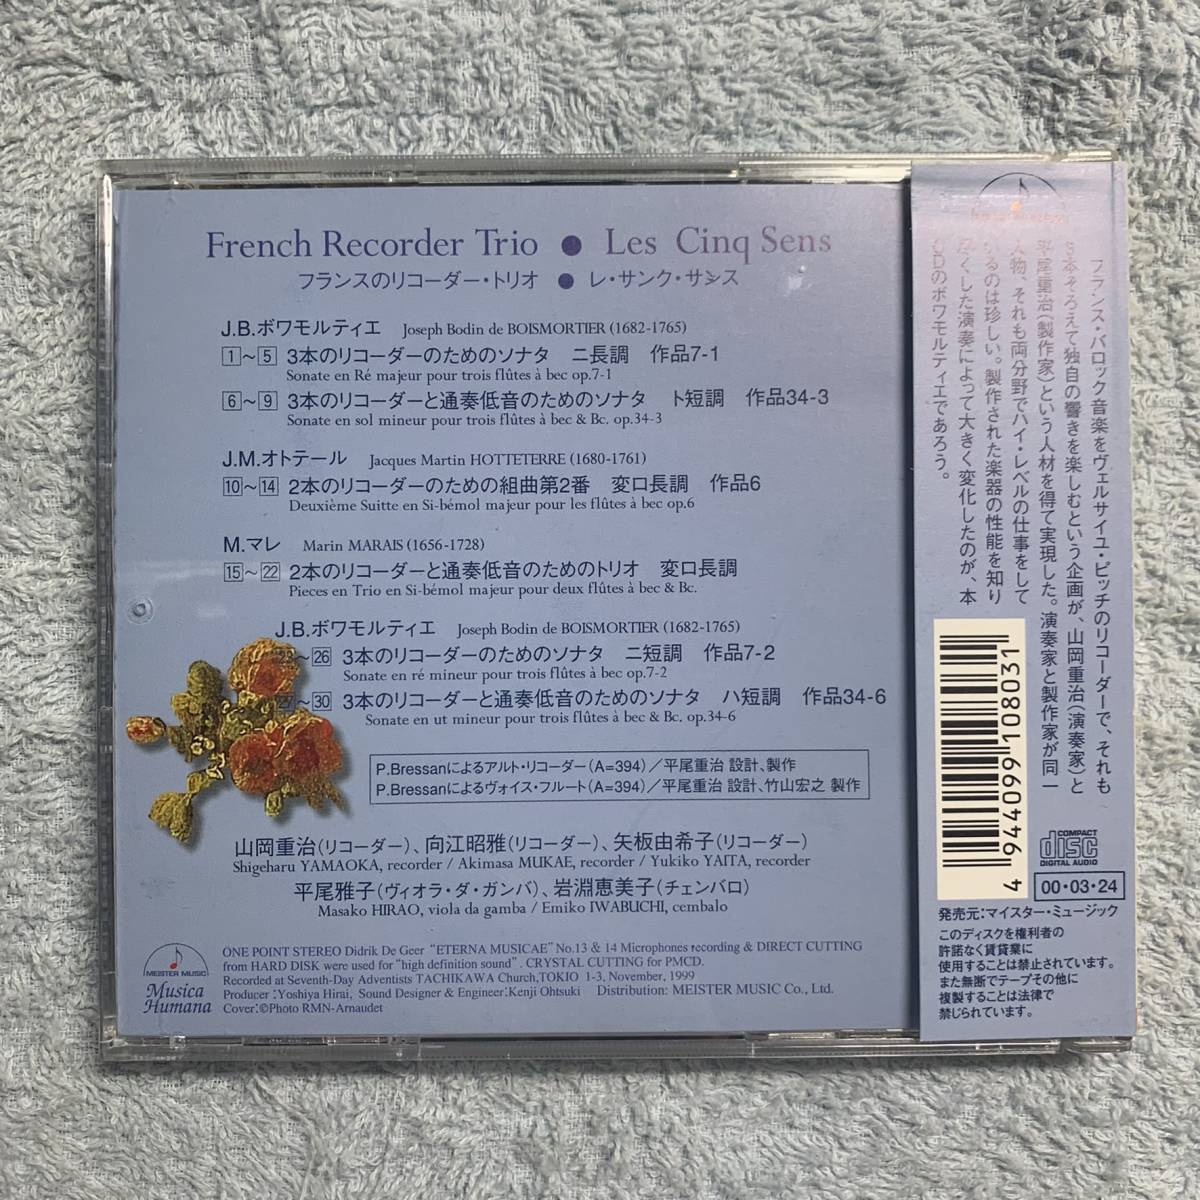 French Recorder Trio ● Les Cinq Sens
フランスのリコーダー・トリオ ● レ・サンク・サンス
J.B.ボワモルティエ Joseph Bodin de BOISMORTIER (1682-1765)
1〜5 3本のリコーダーのためのソナタ ニ長調 作品7-1
Sonate en Ré majeur pour trois flûtes à bec op.7-1
6〜9 3本のリコーダーと通奏低音のためのソナタ ト短調 作品34-3
Sonate en sol mineur pour trois flûtes à bec & Bc. op.34-3
J.M.オトテール Jacques Martin HOTTETERRE (1680-1761)
10〜14 2本のリコーダーのための組曲第2番 変ロ長調 作品6
Deuxième Suitte en Si-bémol majeur pour les flûtes à bec op.6
M.マレ Marin MARAIS (1656-1728)
15〜22 2本のリコーダーと通奏低音のためのトリオ 変ロ長調
Pieces en Trio en Si-bémol majeur pour deux flûtes à bec & Bc.
J.B.ボワモルティエ Joseph Bodin de BOISMORTIER (1682-1765)
23〜26 3本のリコーダーのためのソナタ ニ短調 作品7-2
Sonate en ré mineur pour trois flûtes à bec op.7-2
27〜30 3本のリコーダーと通奏低音のためのソナタ ハ短調 作品34-6
Sonate en ut mineur pour trois flûtes à bec & Bc. op.34-6
P.Bressanによるアルト・リコーダー(A=394)/平尾重治 設計、製作
P.Bressanによるヴォイス・フルート(A=394)/平尾重治 設計、竹山宏之 製作
山岡重治(リコーダー)、向江昭雅(リコーダー)、矢板由希子(リコーダー)
Shigeharu YAMAOKA, recorder / Akimasa MUKAE, recorder / Yukiko YAITA, recorder
平尾雅子(ヴィオラ・ダ・ガンバ)、岩淵恵美子(チェンバロ)
Masako HIRAO, viola da gamba / Emiko IWABUCHI, cembalo
MEISTER MUSIC
Musica
Humana
ONE POINT STEREO Didrik De Geer "ETERNA MUSICAE" No.13 & 14 Microphones recording & DIRECT CUTTING
from HARD DISK were used for "high definition sound". CRYSTAL CUTTING for PMCD.
Recorded at Seventh-Day Adventists TACHIKAWA Church,TOKIO 1-3, November, 1999
Producer :Yoshiya Hirai, Sound Designer & Engineer:Kenji Ohtsuki Distribution: MEISTER MUSIC Co., Ltd.
Cover:©Photo RMN-Arnaudet
フランス・バロック音楽をヴェルサイユ・ピッチのリコーダーで、それも
3本そろえて独自の響きを楽しむという企画が、山岡重治(演奏家)と
平尾重治(製作家)という人材を得て実現した。演奏家と製作家が同一
人物、それも両分野でハイ・レベルの仕事をして
いるのは珍しい。製作された楽器の性能を知り
尽くした演奏によって大きく変化したのが、本
CDのボワモルティエであろう。
4 944099 108031
COMPACT
disc
DIGITAL AUDIO
00・03・24
発売元:マイスター・ミュージック
このディスクを権利者の
許諾なく賃貸業に
使用することは禁止されています。
また無断でテープその他に
複製することは法律で
禁じられています。